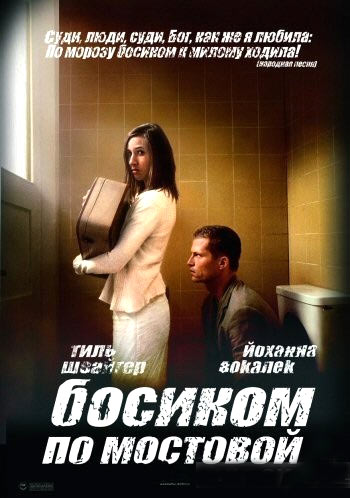 Суди, люди, суди, Бог, как же я любила:
По морозу босиком к милому ходила!
(народная песня)
тиль
швайгер
йоханна
вокалек
босиком
по мостовой